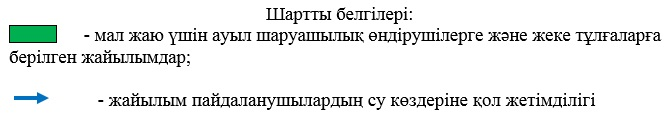 Шартты белгілері:
- мал жаю үшін ауыл шаруашылық өндірушілерге және жеке тұлғаларға
берілген жайылымдар;
- жайылым пайдаланушылардың су көздеріне қол жетімділігі